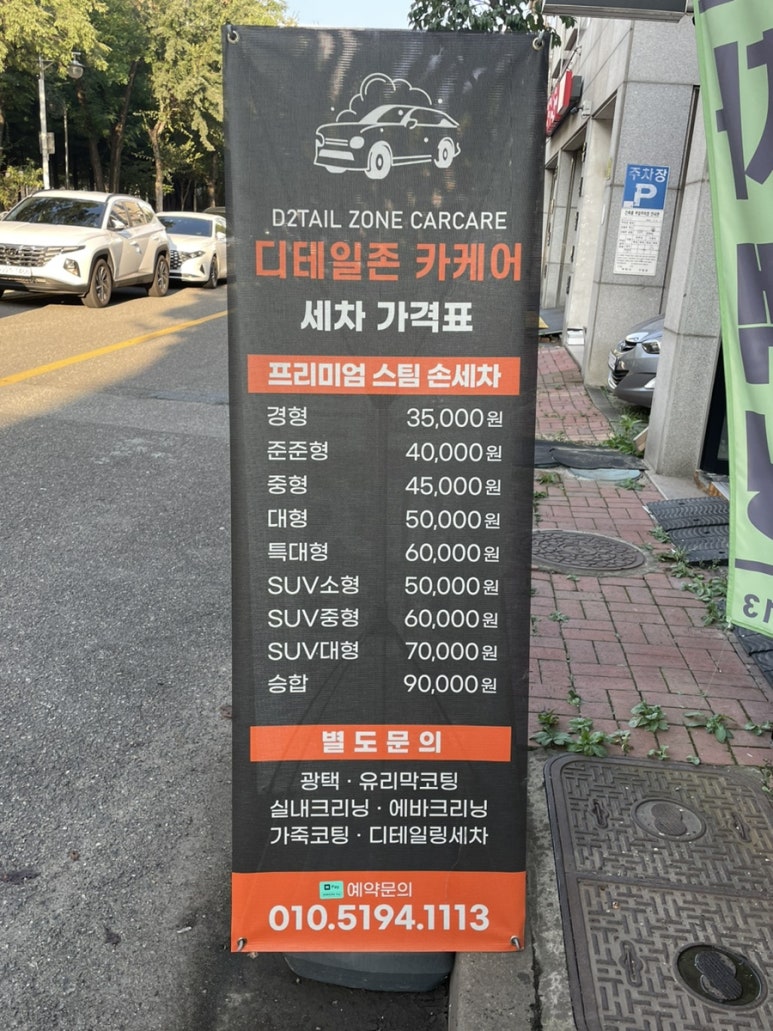 D2TAIL ZONE CARCARE
디테일존 카케어
세차 가격표
프리미엄 스팀 손세차
경형 35,000원
준준형 40,000원
중형 45,000원
대형 50,000원
특대형 60,000원
SUV소형 50,000원
SUV중형 60,000원
SUV대형 70,000원
승합 90,000원
별도문의
광택 · 유리막코팅
실내크리닝 · 에바크리닝
가죽코팅 · 디테일링세차
예약문의
010.5194.1113
주차장
P